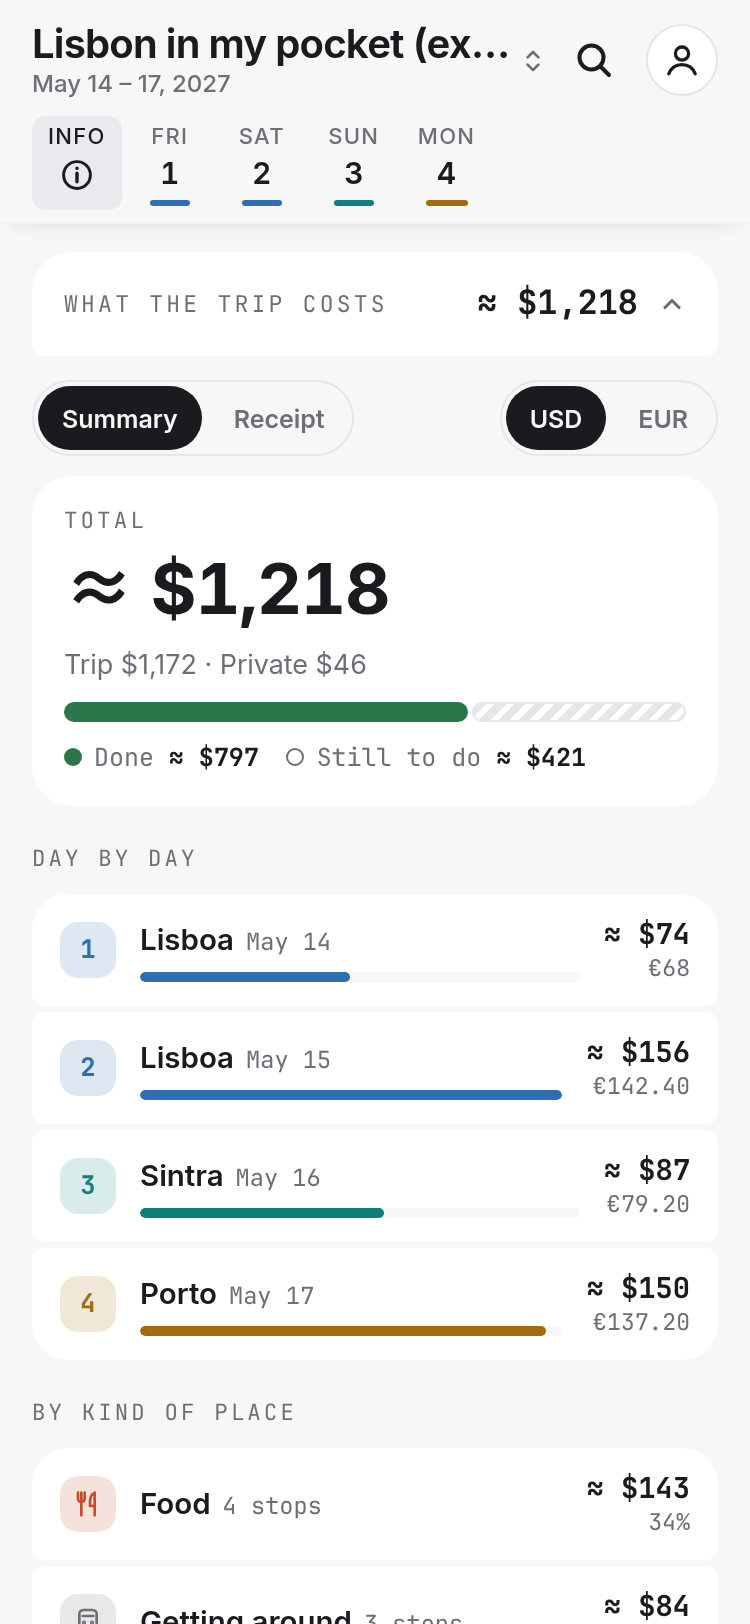 Lisbon in my pocket (ex...
May 14 – 17, 2027
INFO FRI SAT SUN MON
1 2 3 4
WHAT THE TRIP COSTS ≈ $1,218
Summary Receipt USD EUR
TOTAL
≈ $1,218
Trip $1,172 · Private $46
Done ≈ $797 Still to do ≈ $421
DAY BY DAY
1 Lisboa May 14 ≈ $74
€68
2 Lisboa May 15 ≈ $156
€142.40
3 Sintra May 16 ≈ $87
€79.20
4 Porto May 17 ≈ $150
€137.20
BY KIND OF PLACE
Food 4 stops ≈ $143
34%
Getting around 3 stops ≈ $84